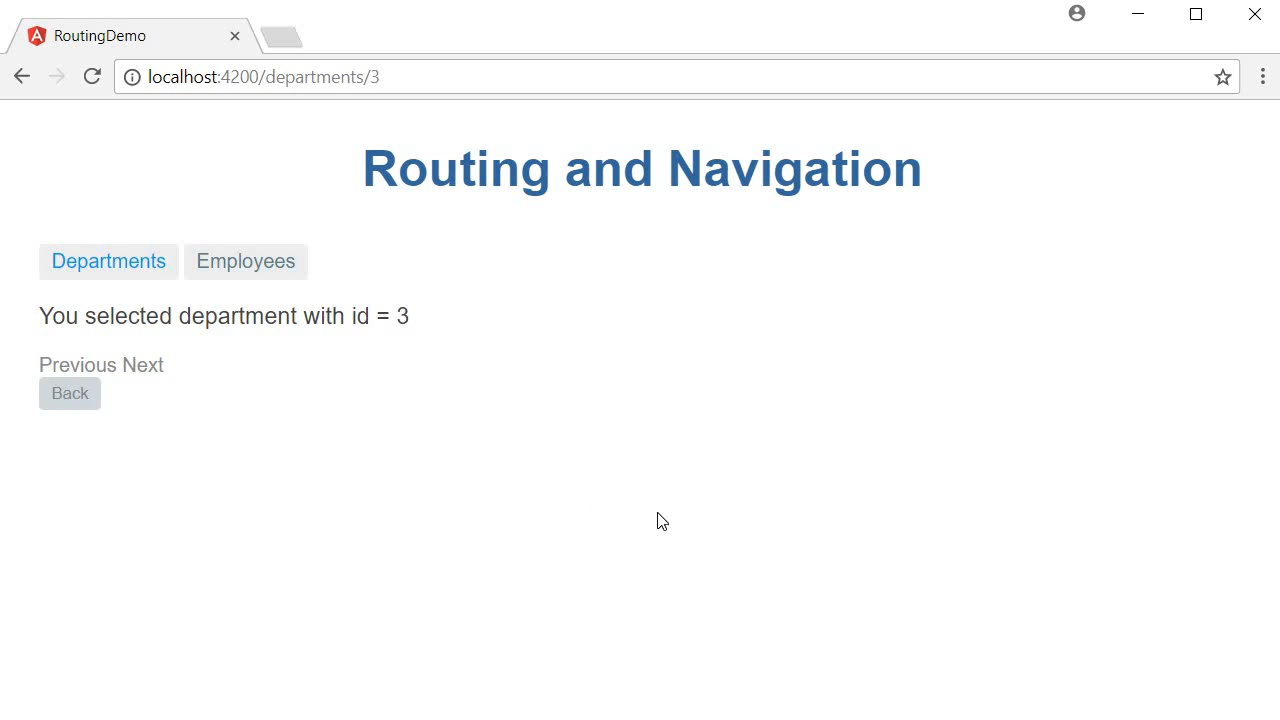 RoutingDemo
localhost:4200/departments/3
Routing and Navigation
Departments Employees
You selected department with id = 3
Previous Next
Back